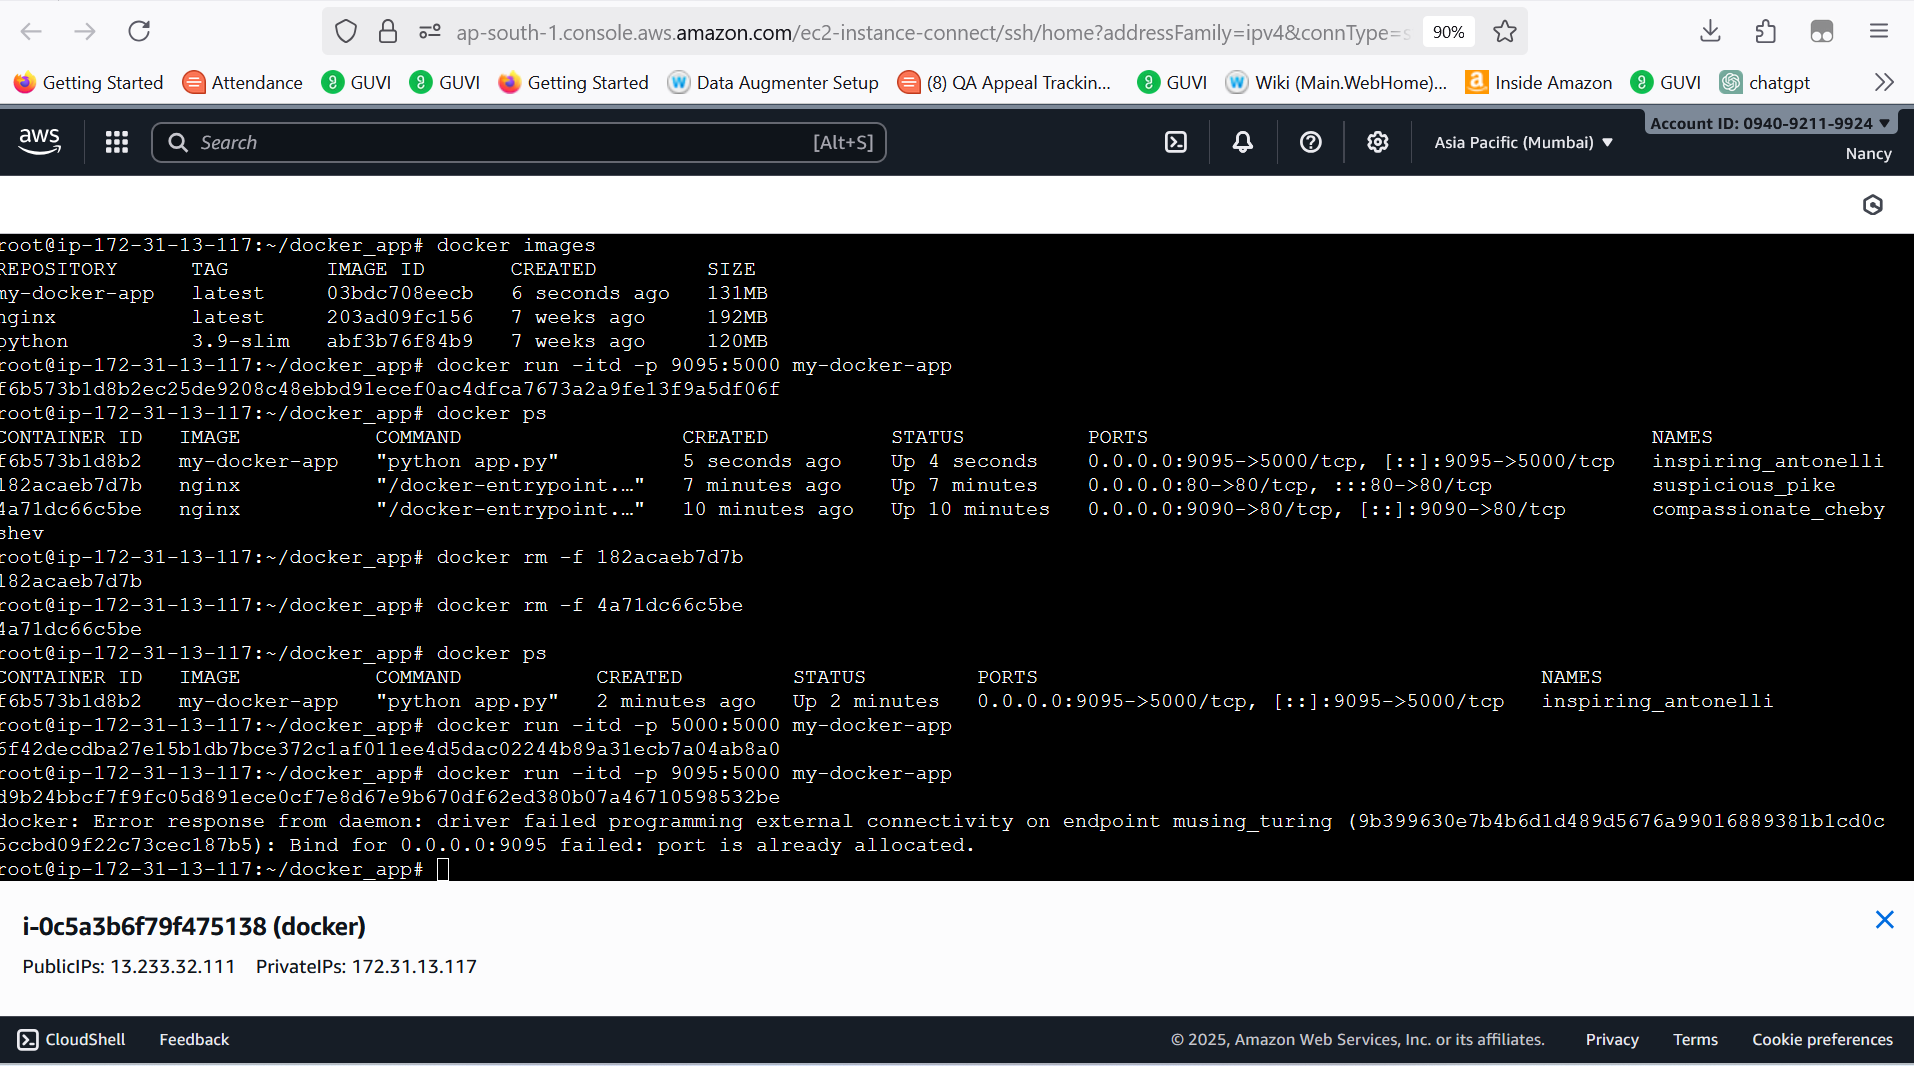 ap-south-1.console.aws.amazon.com/ec2-instance-connect/ssh/home?addressFamily=ipv4&connType=s 90%
Getting Started Attendance GUVI GUVI Getting Started Data Augmenter Setup (8) QA Appeal Trackin... GUVI Wiki (Main.WebHome)... Inside Amazon GUVI chatgpt
aws Search [Alt+S] Asia Pacific (Mumbai) Account ID: 0940-9211-9924
Nancy
root@ip-172-31-13-117:~/docker_app# docker images
REPOSITORY TAG IMAGE ID CREATED SIZE
my-docker-app latest 03bdc708eecb 6 seconds ago 131MB
nginx latest 203ad09fc156 7 weeks ago 192MB
python 3.9-slim abf3b76f84b9 7 weeks ago 120MB
root@ip-172-31-13-117:~/docker_app# docker run -itd -p 9095:5000 my-docker-app
f6b573b1d8b2ec25de9208c48ebbd91ecef0ac4dfca7673a2a9fe13f9a5df06f
root@ip-172-31-13-117:~/docker_app# docker ps
CONTAINER ID IMAGE COMMAND CREATED STATUS PORTS NAMES
f6b573b1d8b2 my-docker-app "python app.py" 5 seconds ago Up 4 seconds 0.0.0.0:9095->5000/tcp, [::]:9095->5000/tcp inspiring_antonelli
182acaeb7d7b nginx "/docker-entrypoint.…" 7 minutes ago Up 7 minutes 0.0.0.0:80->80/tcp, :::80->80/tcp suspicious_pike
4a71dc66c5be nginx "/docker-entrypoint.…" 10 minutes ago Up 10 minutes 0.0.0.0:9090->80/tcp, [::]:9090->80/tcp compassionate_cheby
shev
root@ip-172-31-13-117:~/docker_app# docker rm -f 182acaeb7d7b
182acaeb7d7b
root@ip-172-31-13-117:~/docker_app# docker rm -f 4a71dc66c5be
4a71dc66c5be
root@ip-172-31-13-117:~/docker_app# docker ps
CONTAINER ID IMAGE COMMAND CREATED STATUS PORTS NAMES
f6b573b1d8b2 my-docker-app "python app.py" 2 minutes ago Up 2 minutes 0.0.0.0:9095->5000/tcp, [::]:9095->5000/tcp inspiring_antonelli
root@ip-172-31-13-117:~/docker_app# docker run -itd -p 5000:5000 my-docker-app
6f42decdba27e15b1db7bce372c1af011ee4d5dac02244b89a31ecb7a04ab8a0
root@ip-172-31-13-117:~/docker_app# docker run -itd -p 9095:5000 my-docker-app
d9b24bbcf7f9fc05d891ece0cf7e8d67e9b670df62ed380b07a46710598532be
docker: Error response from daemon: driver failed programming external connectivity on endpoint musing_turing (9b399630e7b4b6d1d489d5676a99016889381b1cd0c
5ccbd09f22c73cec187b5): Bind for 0.0.0.0:9095 failed: port is already allocated.
root@ip-172-31-13-117:~/docker_app#
i-0c5a3b6f79f475138 (docker)
PublicIPs: 13.233.32.111 PrivateIPs: 172.31.13.117
CloudShell Feedback © 2025, Amazon Web Services, Inc. or its affiliates. Privacy Terms Cookie preferences